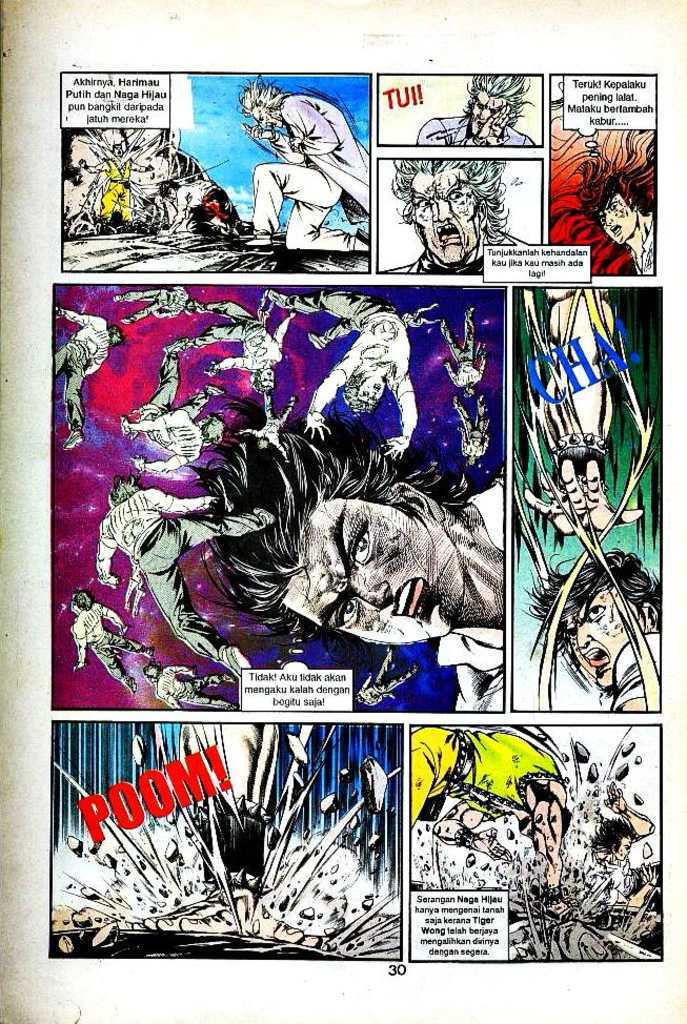 Akhirnya, Harimau
Putih dan Naga Hijau
pun bangkit daripada
jatuh mereka!
TUI!
Teruk! Kepalaku
pening lalat.
Mataku bertambah
kabur.....
Tunjukkanlah kehandalan
kau jika kau masih ada
lagi!
CHA!
Tidak! Aku tidak akan
mengaku kalah dengan
begitu saja!
POOM!
Serangan Naga Hijau
hanya mengenai tanah
saja kerana Tiger
Wong telah berjaya
mengalihkan dirinya
dengan segera.
30